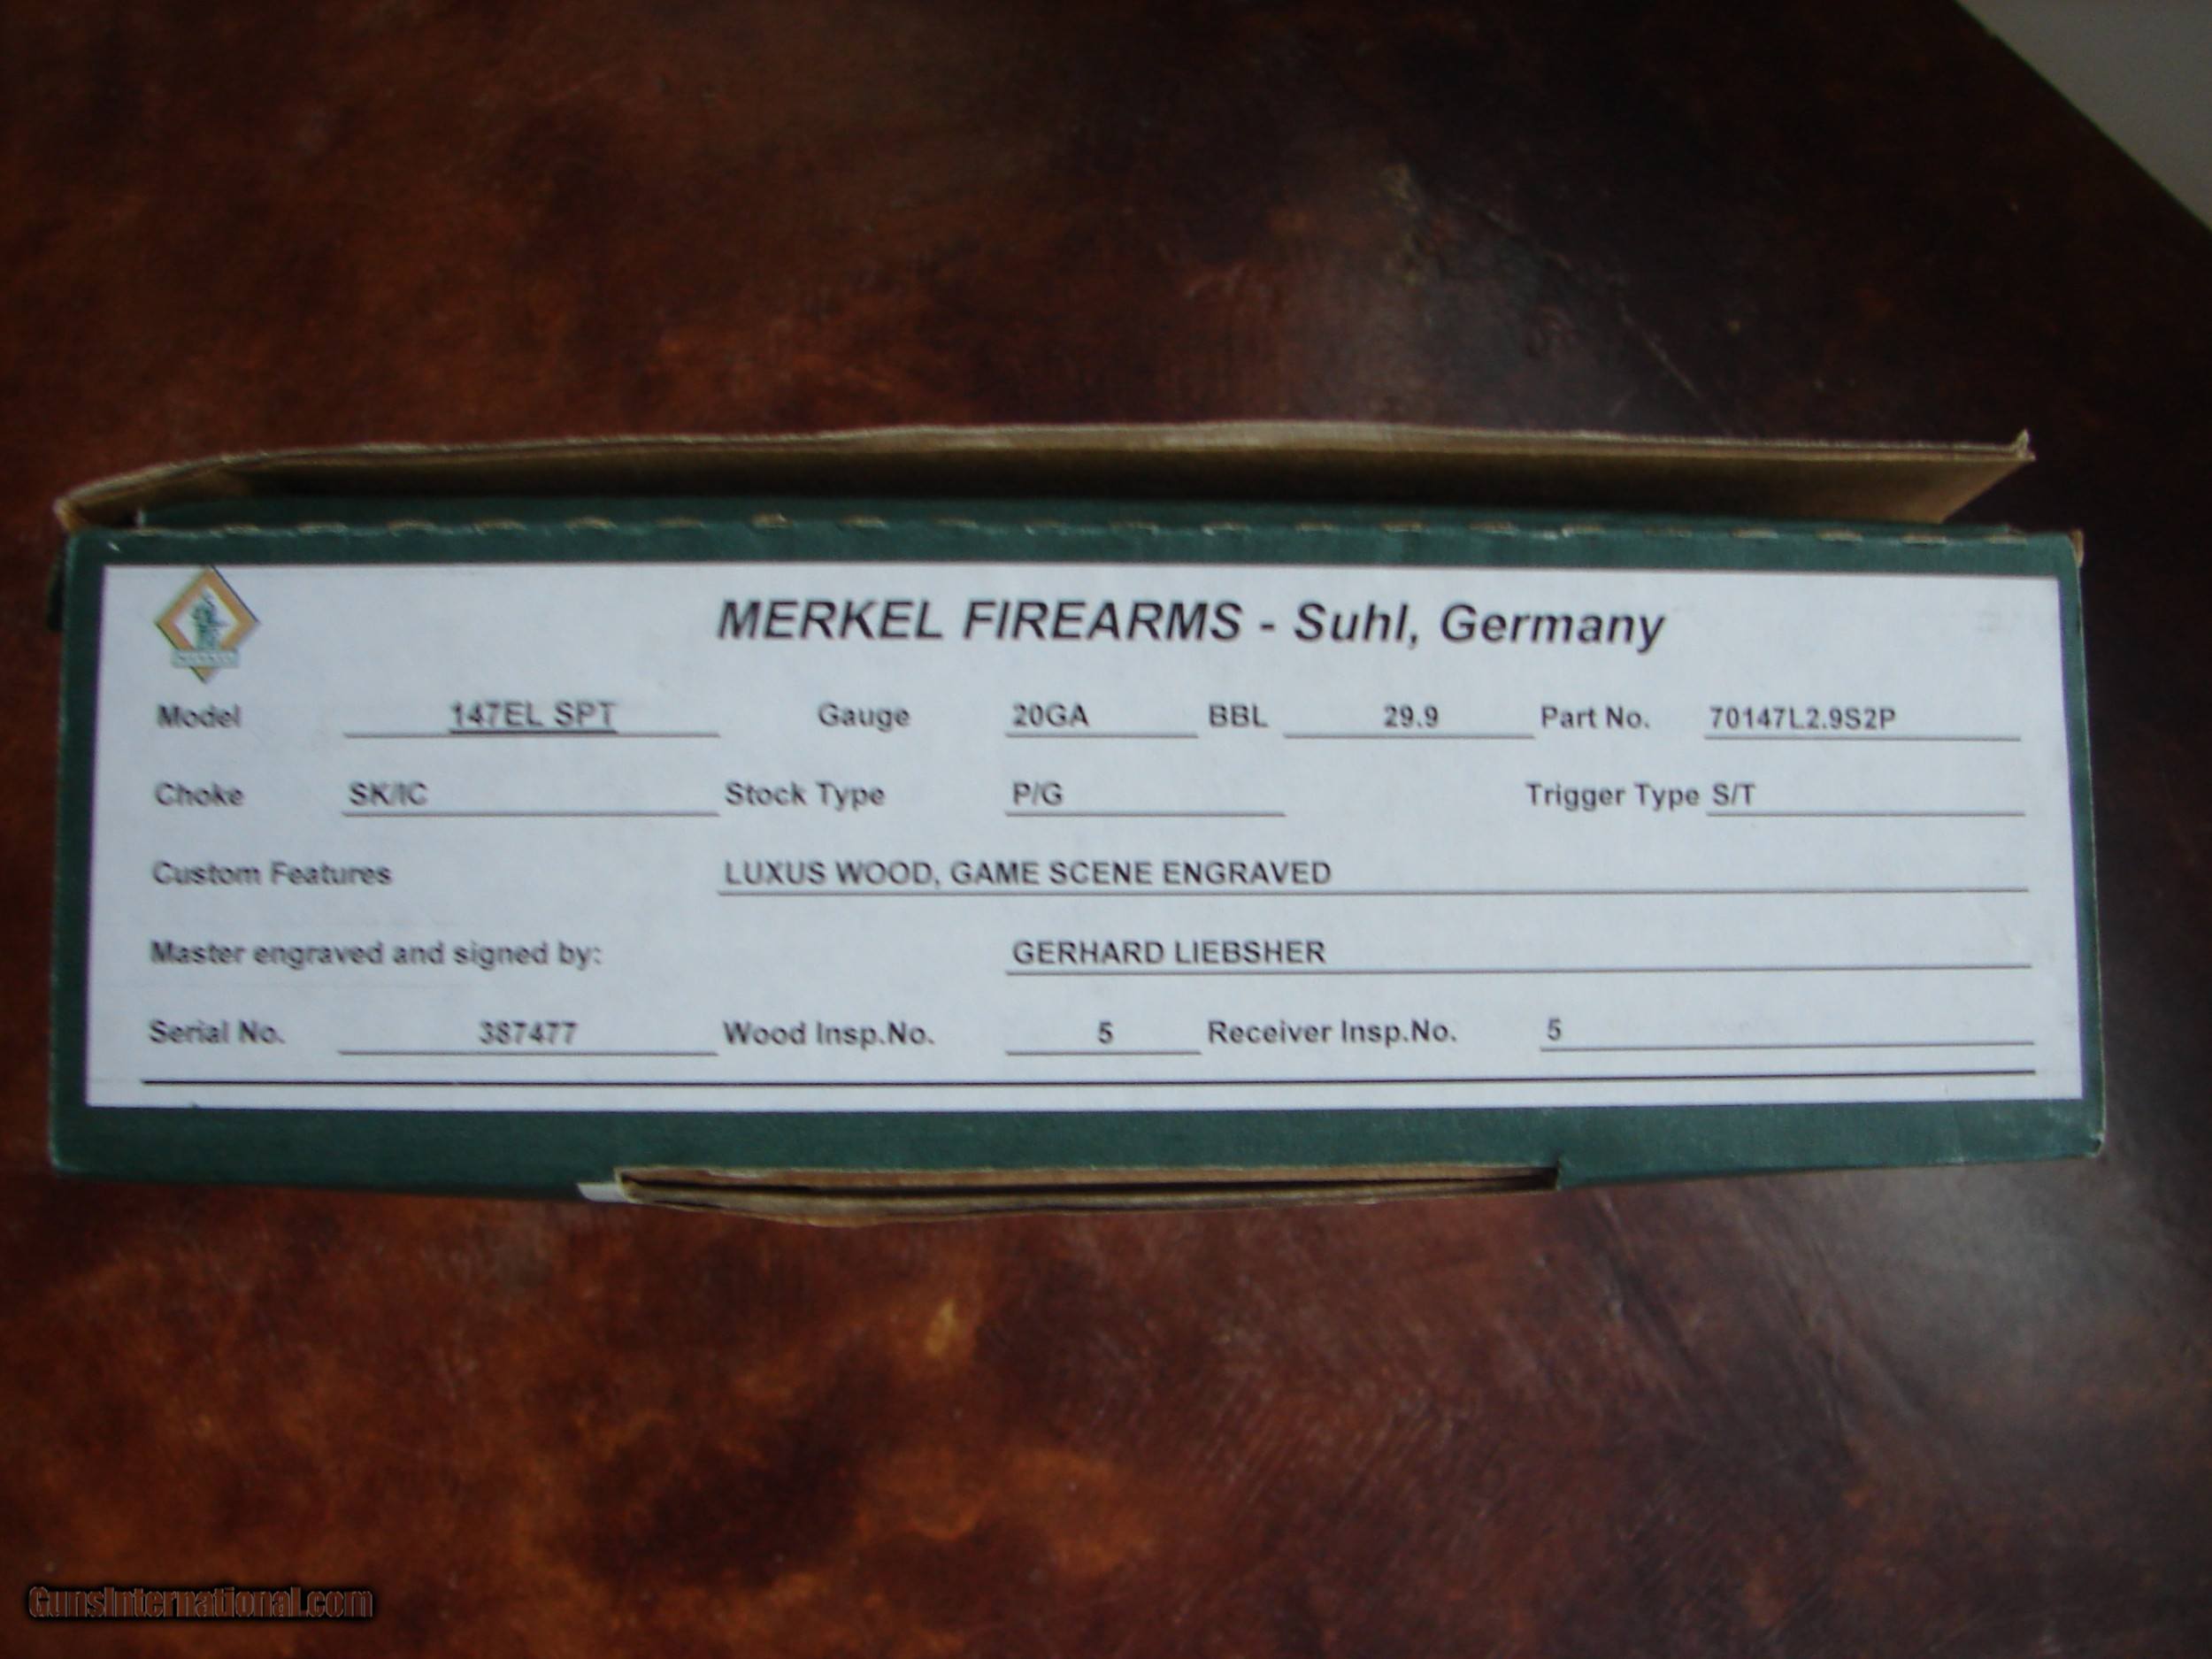 MERKEL FIREARMS - Suhl, Germany
Model 147EL SPT Gauge 20GA BBL 29.9 Part No. 70147L2.9S2P
Choke SK/IC Stock Type P/G Trigger Type S/T
Custom Features LUXUS WOOD, GAME SCENE ENGRAVED
Master engraved and signed by: GERHARD LIEBSHER
Serial No. 387477 Wood Insp.No. 5 Receiver Insp.No. 5
GunsInternational.com